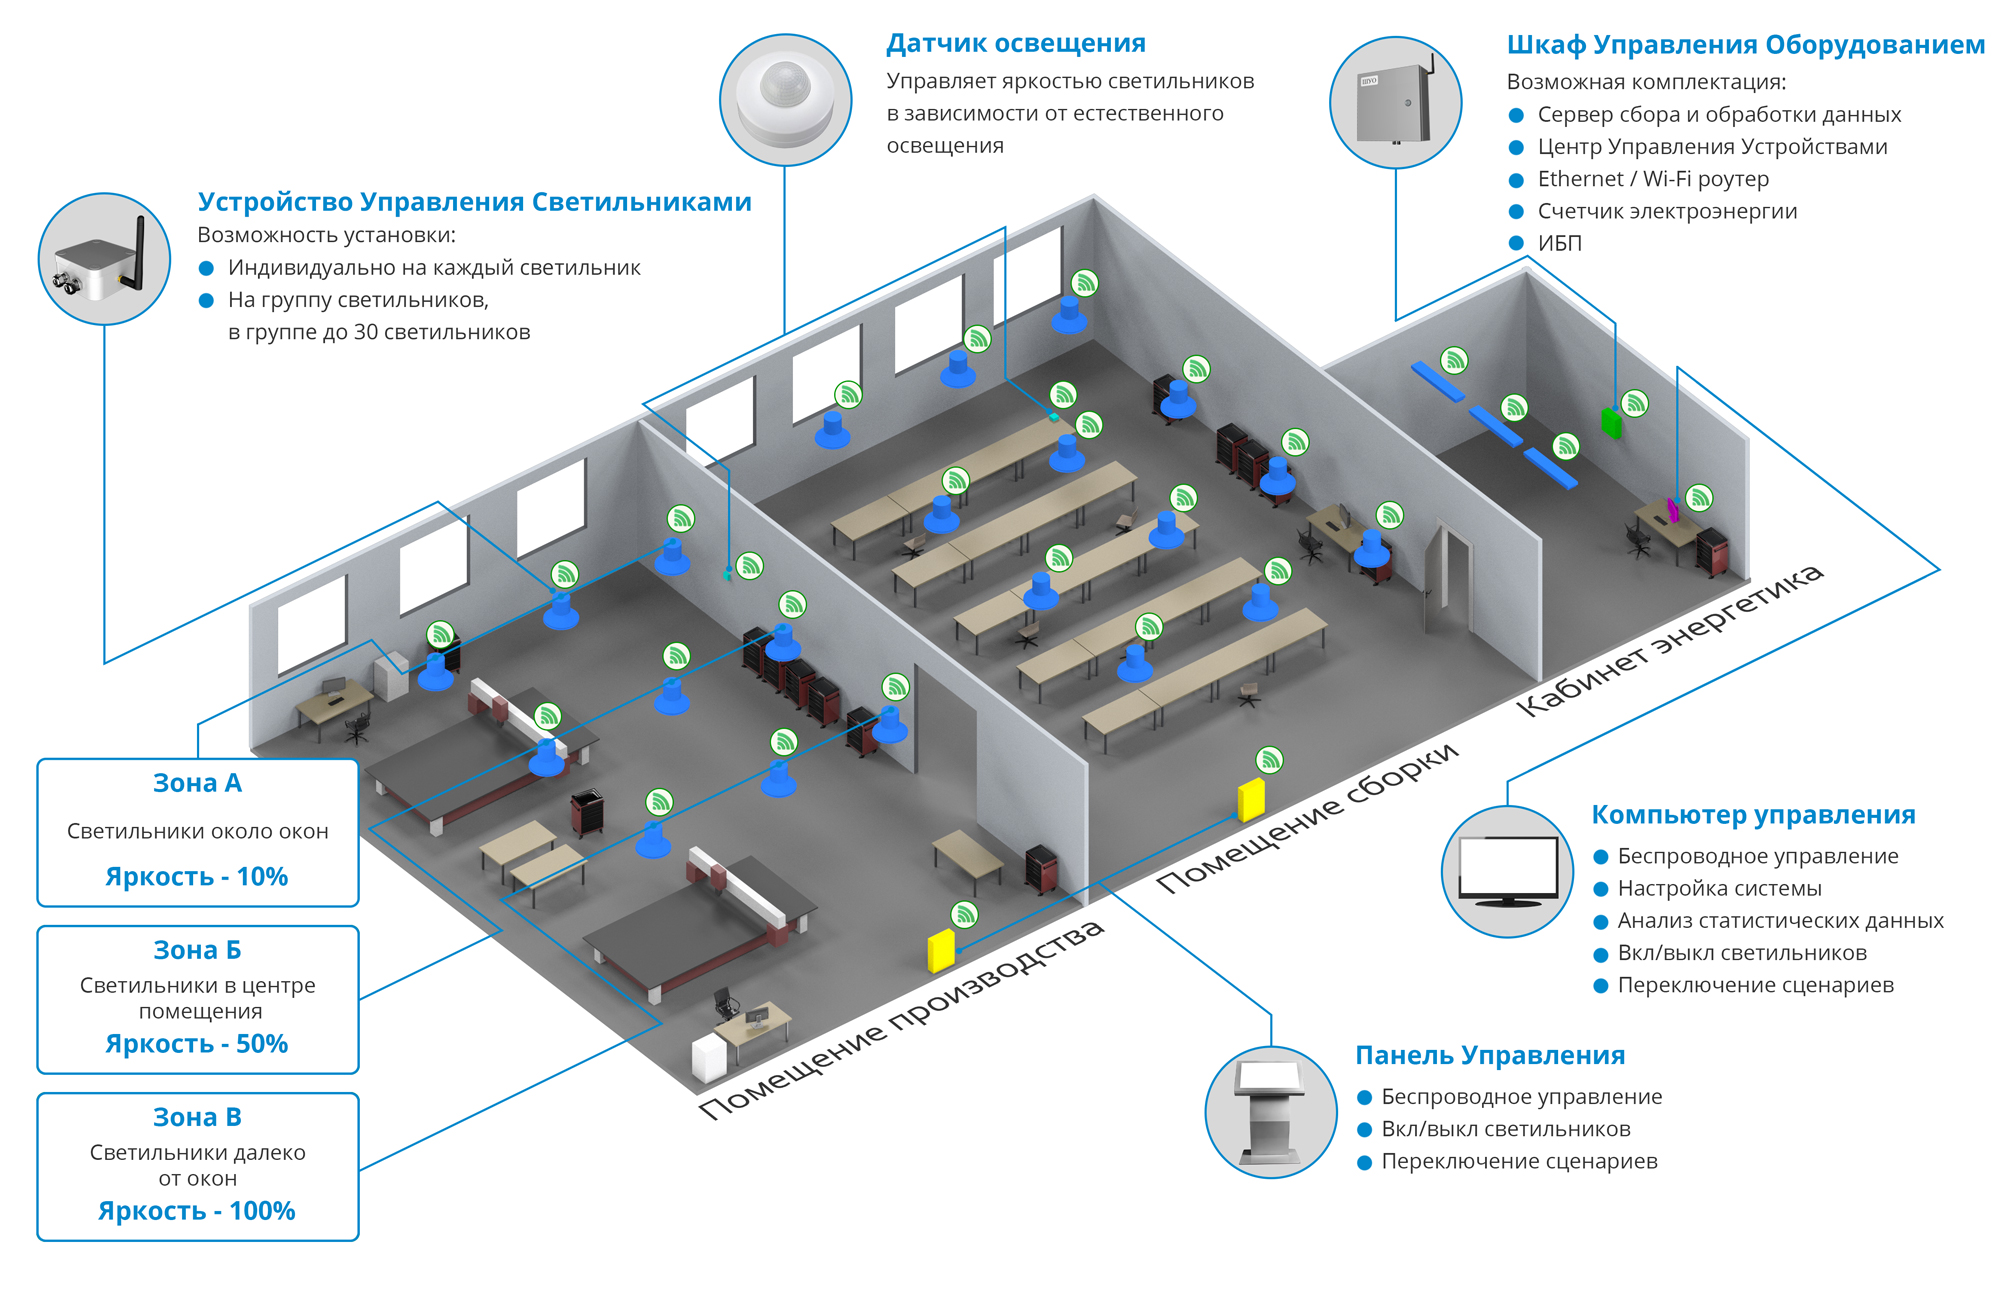 Датчик освещения
Управляет яркостью светильников
в зависимости от естественного
освещения
Шкаф Управления Оборудованием
Возможная комплектация:
Сервер сбора и обработки данных
Центр Управления Устройствами
Ethernet / Wi-Fi роутер
Счетчик электроэнергии
ИБП
Устройство Управления Светильниками
Возможность установки:
Индивидуально на каждый светильник
На группу светильников,
в группе до 30 светильников
Кабинет энергетика
Помещение сборки
Помещение производства
Зона А
Светильники около окон
Яркость - 10%
Зона Б
Светильники в центре
помещения
Яркость - 50%
Зона В
Светильники далеко
от окон
Яркость - 100%
Компьютер управления
Беспроводное управление
Настройка системы
Анализ статистических данных
Вкл/выкл светильников
Переключение сценариев
Панель Управления
Беспроводное управление
Вкл/выкл светильников
Переключение сценариев